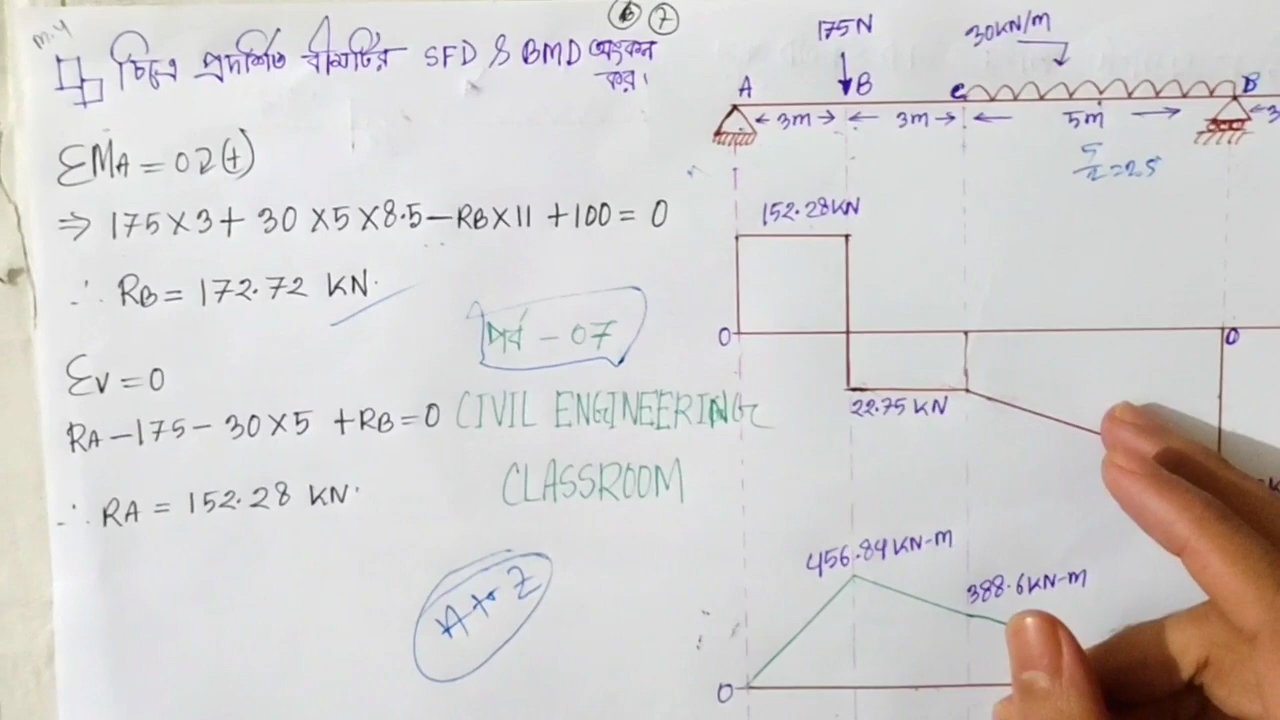 M.4
6 7
চিত্রে প্রদর্শিত বীমটির SFD & BMD অংকন
কর।
ΣMA = 0 2 (+)
⇒ 175×3+ 30 ×5×8.5 – RB×11 +100 = 0
∴ RB = 172.72 KN.
পর্ব – 07
Σv = 0
RA – 175 – 30×5 + RB = 0
CIVIL ENGINEERING
CLASSROOM
∴ RA = 152.28 KN.
A to Z
175N
30KN/m
A
B
C
B
3m
3m
5m
5/2 = 2.5
152.28KN
0
0
22.75 KN
456.84 KN-m
388.6KN-m
0